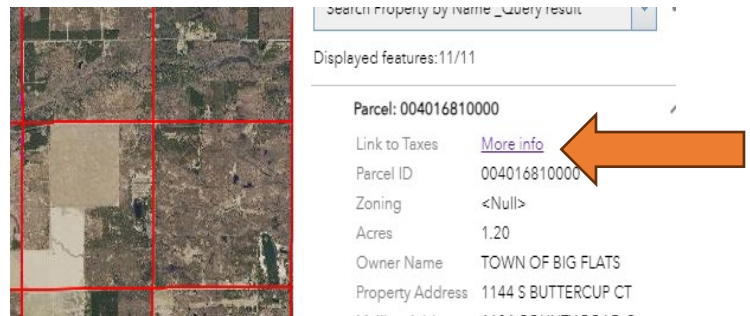 Search Property by Name _Query result
Displayed features: 11/11
Parcel: 004016810000
Link to Taxes More info
Parcel ID 004016810000
Zoning <Null>
Acres 1.20
Owner Name TOWN OF BIG FLATS
Property Address 1144 S BUTTERCUP CT